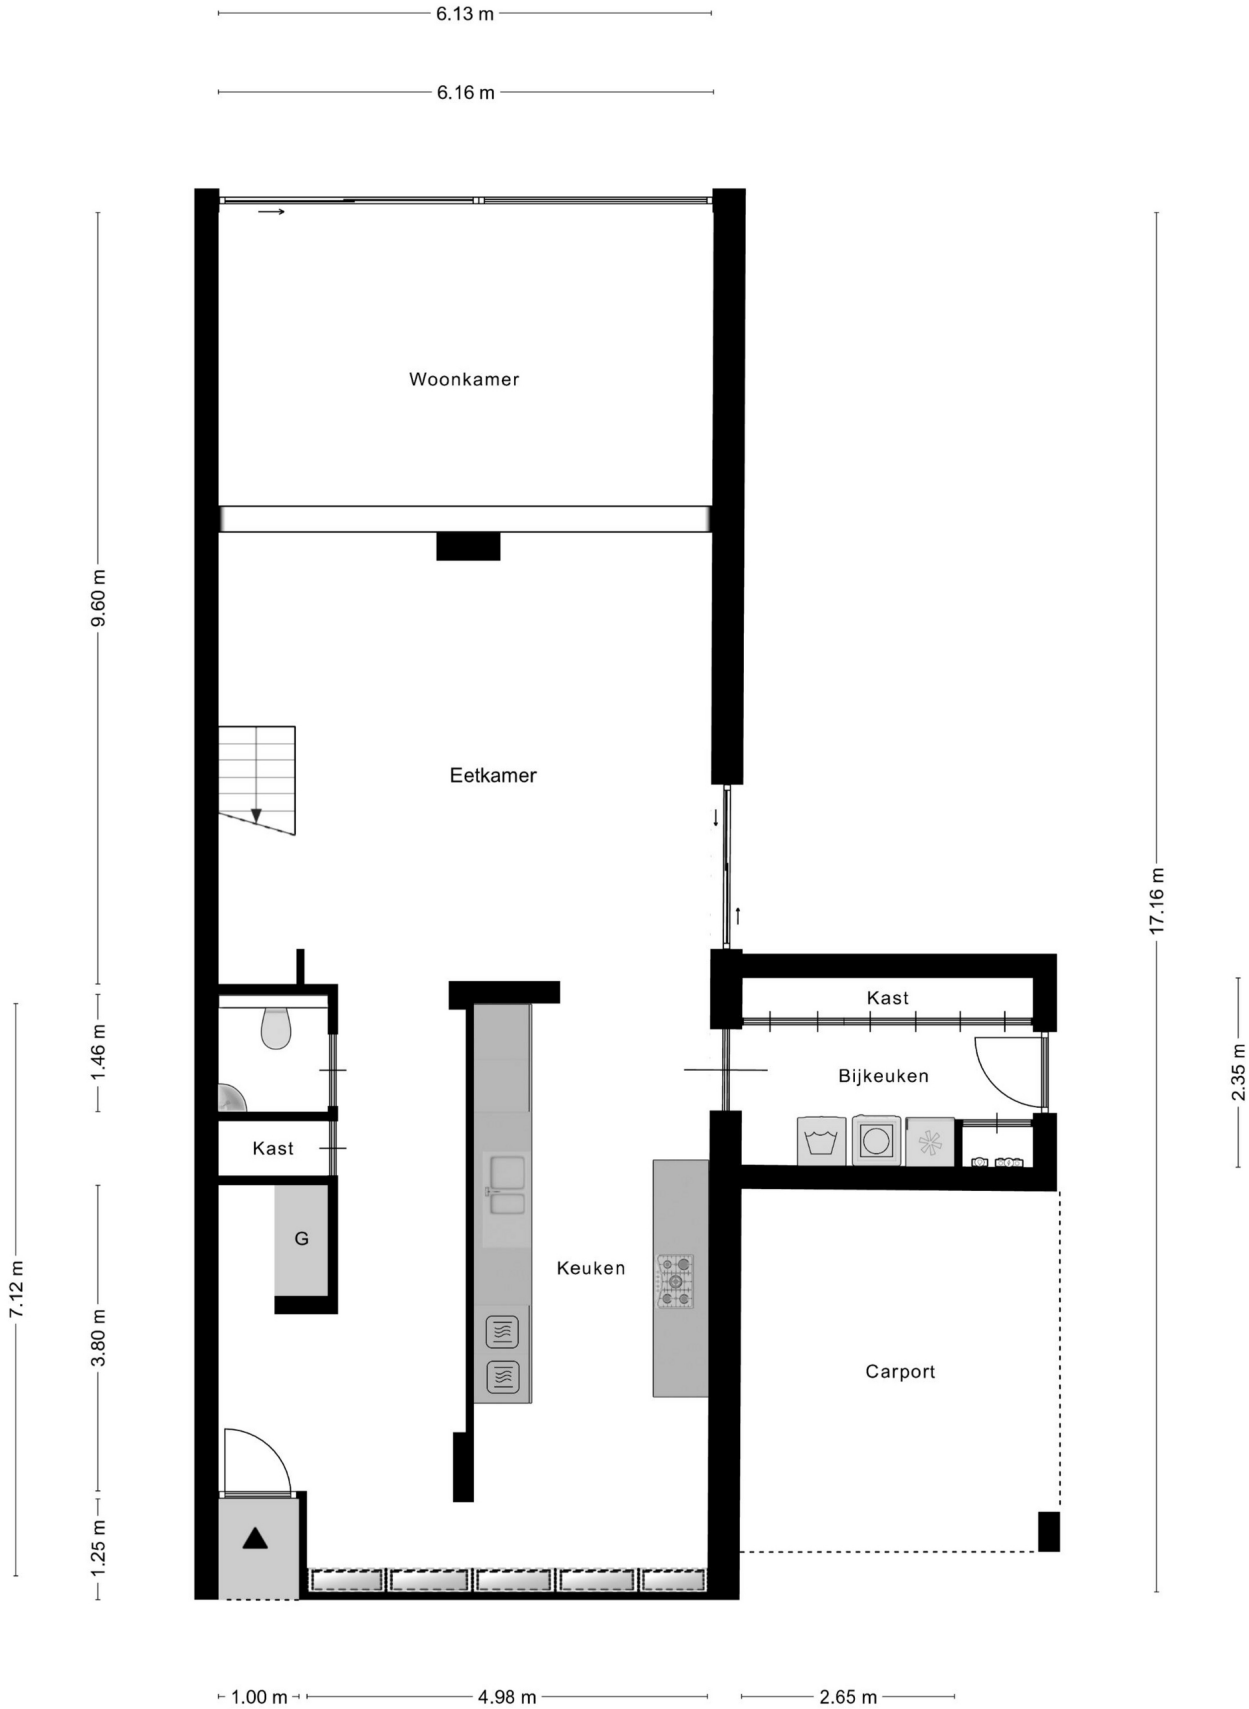 6.13 m
6.16 m
Woonkamer
9.60 m
Eetkamer
17.16 m
Kast
1.46 m
2.35 m
Bijkeuken
Kast
G
Keuken
7.12 m
3.80 m
Carport
1.25 m
1.00 m
4.98 m
2.65 m